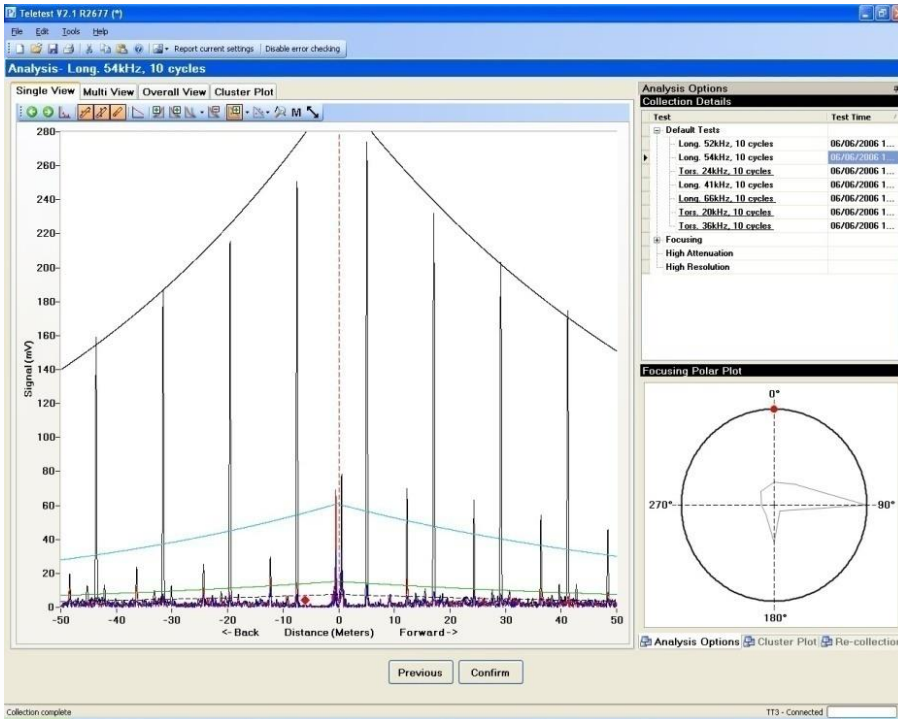 Teletest V2.1 R2677 (*)
File Edit Tools Help
Report current settings Disable error checking
Analysis- Long. 54kHz, 10 cycles
Single View Multi View Overall View Cluster Plot
M
280
260
240
220
200
180
160
140
120
100
80
60
40
20
0
Signal (mV)
-50 -40 -30 -20 -10 0 10 20 30 40 50
<- Back Distance (Meters) Forward ->
Analysis Options
Collection Details
Test Test Time
Default Tests
Long. 52kHz, 10 cycles 06/06/2006 1...
Long. 54kHz, 10 cycles 06/06/2006 1...
Tors. 24kHz, 10 cycles 06/06/2006 1...
Long. 41kHz, 10 cycles 06/06/2006 1...
Long. 66kHz, 10 cycles 06/06/2006 1...
Tors. 20kHz, 10 cycles 06/06/2006 1...
Tors. 36kHz, 10 cycles 06/06/2006 1...
Focusing
High Attenuation
High Resolution
Focusing Polar Plot
0°
270° 90°
180°
Analysis Options Cluster Plot Re-collection
Previous Confirm
Collection complete TT3 - Connected